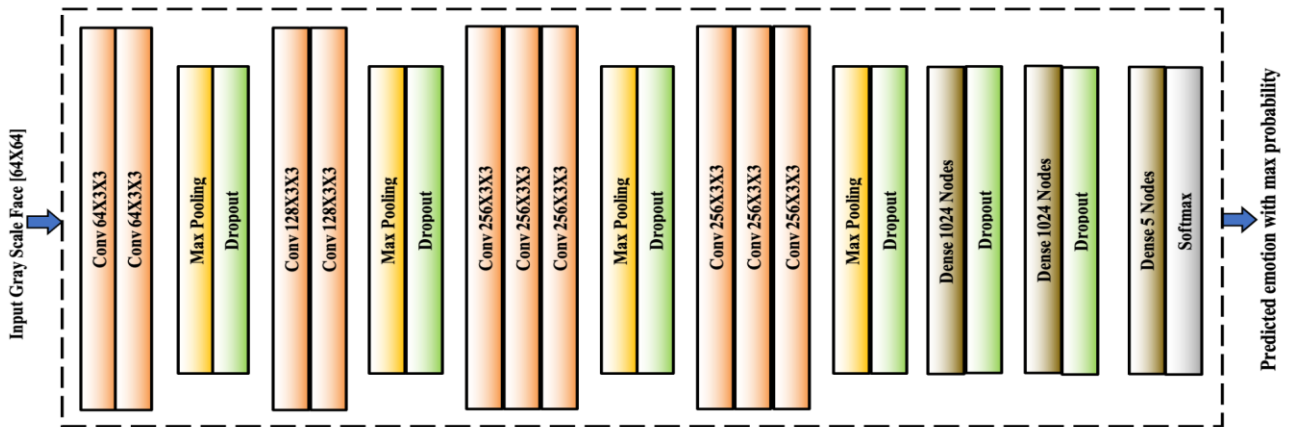 Input Gray Scale Face [64X64]
Conv 64X3X3
Conv 64X3X3
Max Pooling
Dropout
Conv 128X3X3
Conv 128X3X3
Max Pooling
Dropout
Conv 256X3X3
Conv 256X3X3
Conv 256X3X3
Max Pooling
Dropout
Conv 256X3X3
Conv 256X3X3
Conv 256X3X3
Max Pooling
Dropout
Dense 1024 Nodes
Dropout
Dense 1024 Nodes
Dropout
Dense 5 Nodes
Softmax
Predicted emotion with max probability